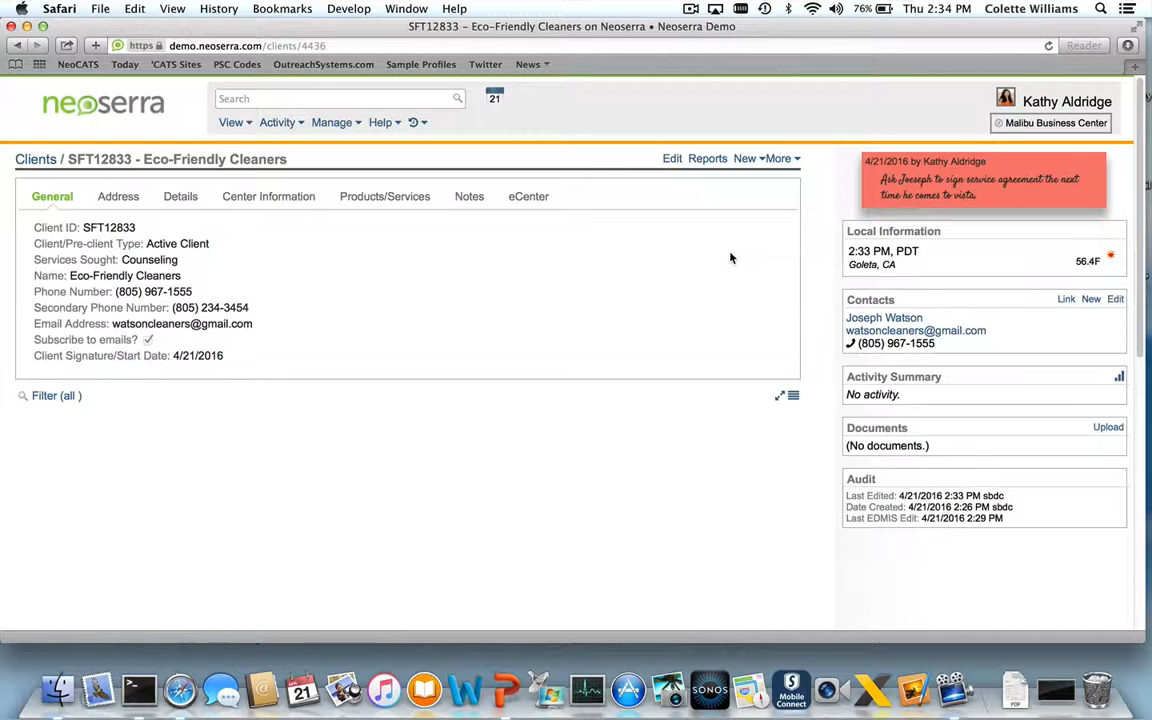 Safari File Edit View History Bookmarks Develop Window Help 76% Thu 2:34 PM Colette Williams
SFT12833 – Eco-Friendly Cleaners on Neoserra • Neoserra Demo
https demo.neoserra.com/clients/4436 Reader
NeoCATS Today 'CATS Sites PSC Codes OutreachSystems.com Sample Profiles Twitter News
neoserra
Search
21
Kathy Aldridge
View Activity Manage Help
Malibu Business Center
Clients / SFT12833 - Eco-Friendly Cleaners
Edit Reports New More
General Address Details Center Information Products/Services Notes eCenter
Client ID: SFT12833
Client/Pre-client Type: Active Client
Services Sought: Counseling
Name: Eco-Friendly Cleaners
Phone Number: (805) 967-1555
Secondary Phone Number: (805) 234-3454
Email Address: watsoncleaners@gmail.com
Subscribe to emails?
Client Signature/Start Date: 4/21/2016
Filter (all )
4/21/2016 by Kathy Aldridge
Ask Joeseph to sign service agreement the next
time he comes to vista.
Local Information
2:33 PM, PDT
Goleta, CA
56.4F
Contacts Link New Edit
Joseph Watson
watsoncleaners@gmail.com
(805) 967-1555
Activity Summary
No activity.
Documents Upload
(No documents.)
Audit
Last Edited: 4/21/2016 2:33 PM sbdc
Date Created: 4/21/2016 2:26 PM sbdc
Last EDMIS Edit: 4/21/2016 2:29 PM
APR
21
SONOS
S
Mobile
Connect
PDF